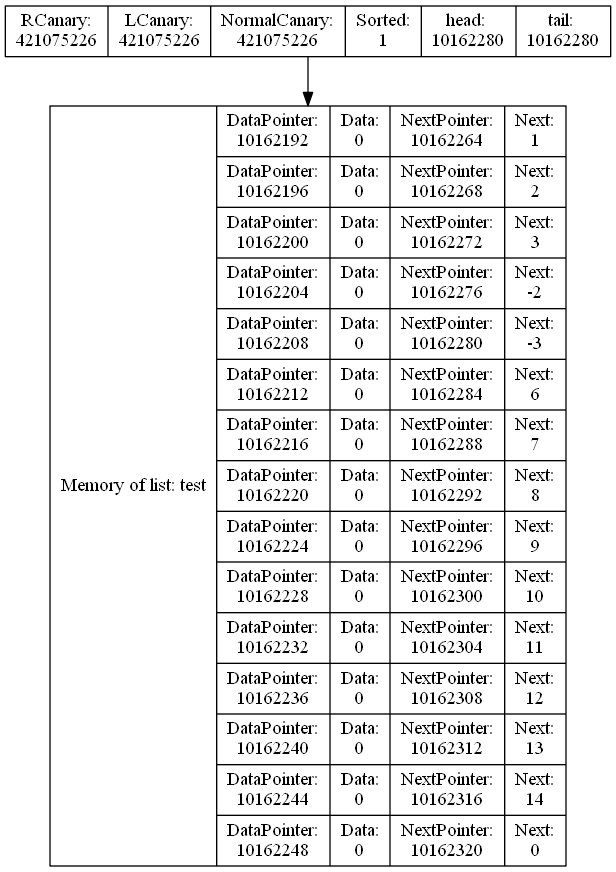 RCanary:
421075226
LCanary:
421075226
NormalCanary:
421075226
Sorted:
1
head:
10162280
tail:
10162280
Memory of list: test
DataPointer:
10162192
Data:
0
NextPointer:
10162264
Next:
1
DataPointer:
10162196
Data:
0
NextPointer:
10162268
Next:
2
DataPointer:
10162200
Data:
0
NextPointer:
10162272
Next:
3
DataPointer:
10162204
Data:
0
NextPointer:
10162276
Next:
-2
DataPointer:
10162208
Data:
0
NextPointer:
10162280
Next:
-3
DataPointer:
10162212
Data:
0
NextPointer:
10162284
Next:
6
DataPointer:
10162216
Data:
0
NextPointer:
10162288
Next:
7
DataPointer:
10162220
Data:
0
NextPointer:
10162292
Next:
8
DataPointer:
10162224
Data:
0
NextPointer:
10162296
Next:
9
DataPointer:
10162228
Data:
0
NextPointer:
10162300
Next:
10
DataPointer:
10162232
Data:
0
NextPointer:
10162304
Next:
11
DataPointer:
10162236
Data:
0
NextPointer:
10162308
Next:
12
DataPointer:
10162240
Data:
0
NextPointer:
10162312
Next:
13
DataPointer:
10162244
Data:
0
NextPointer:
10162316
Next:
14
DataPointer:
10162248
Data:
0
NextPointer:
10162320
Next:
0